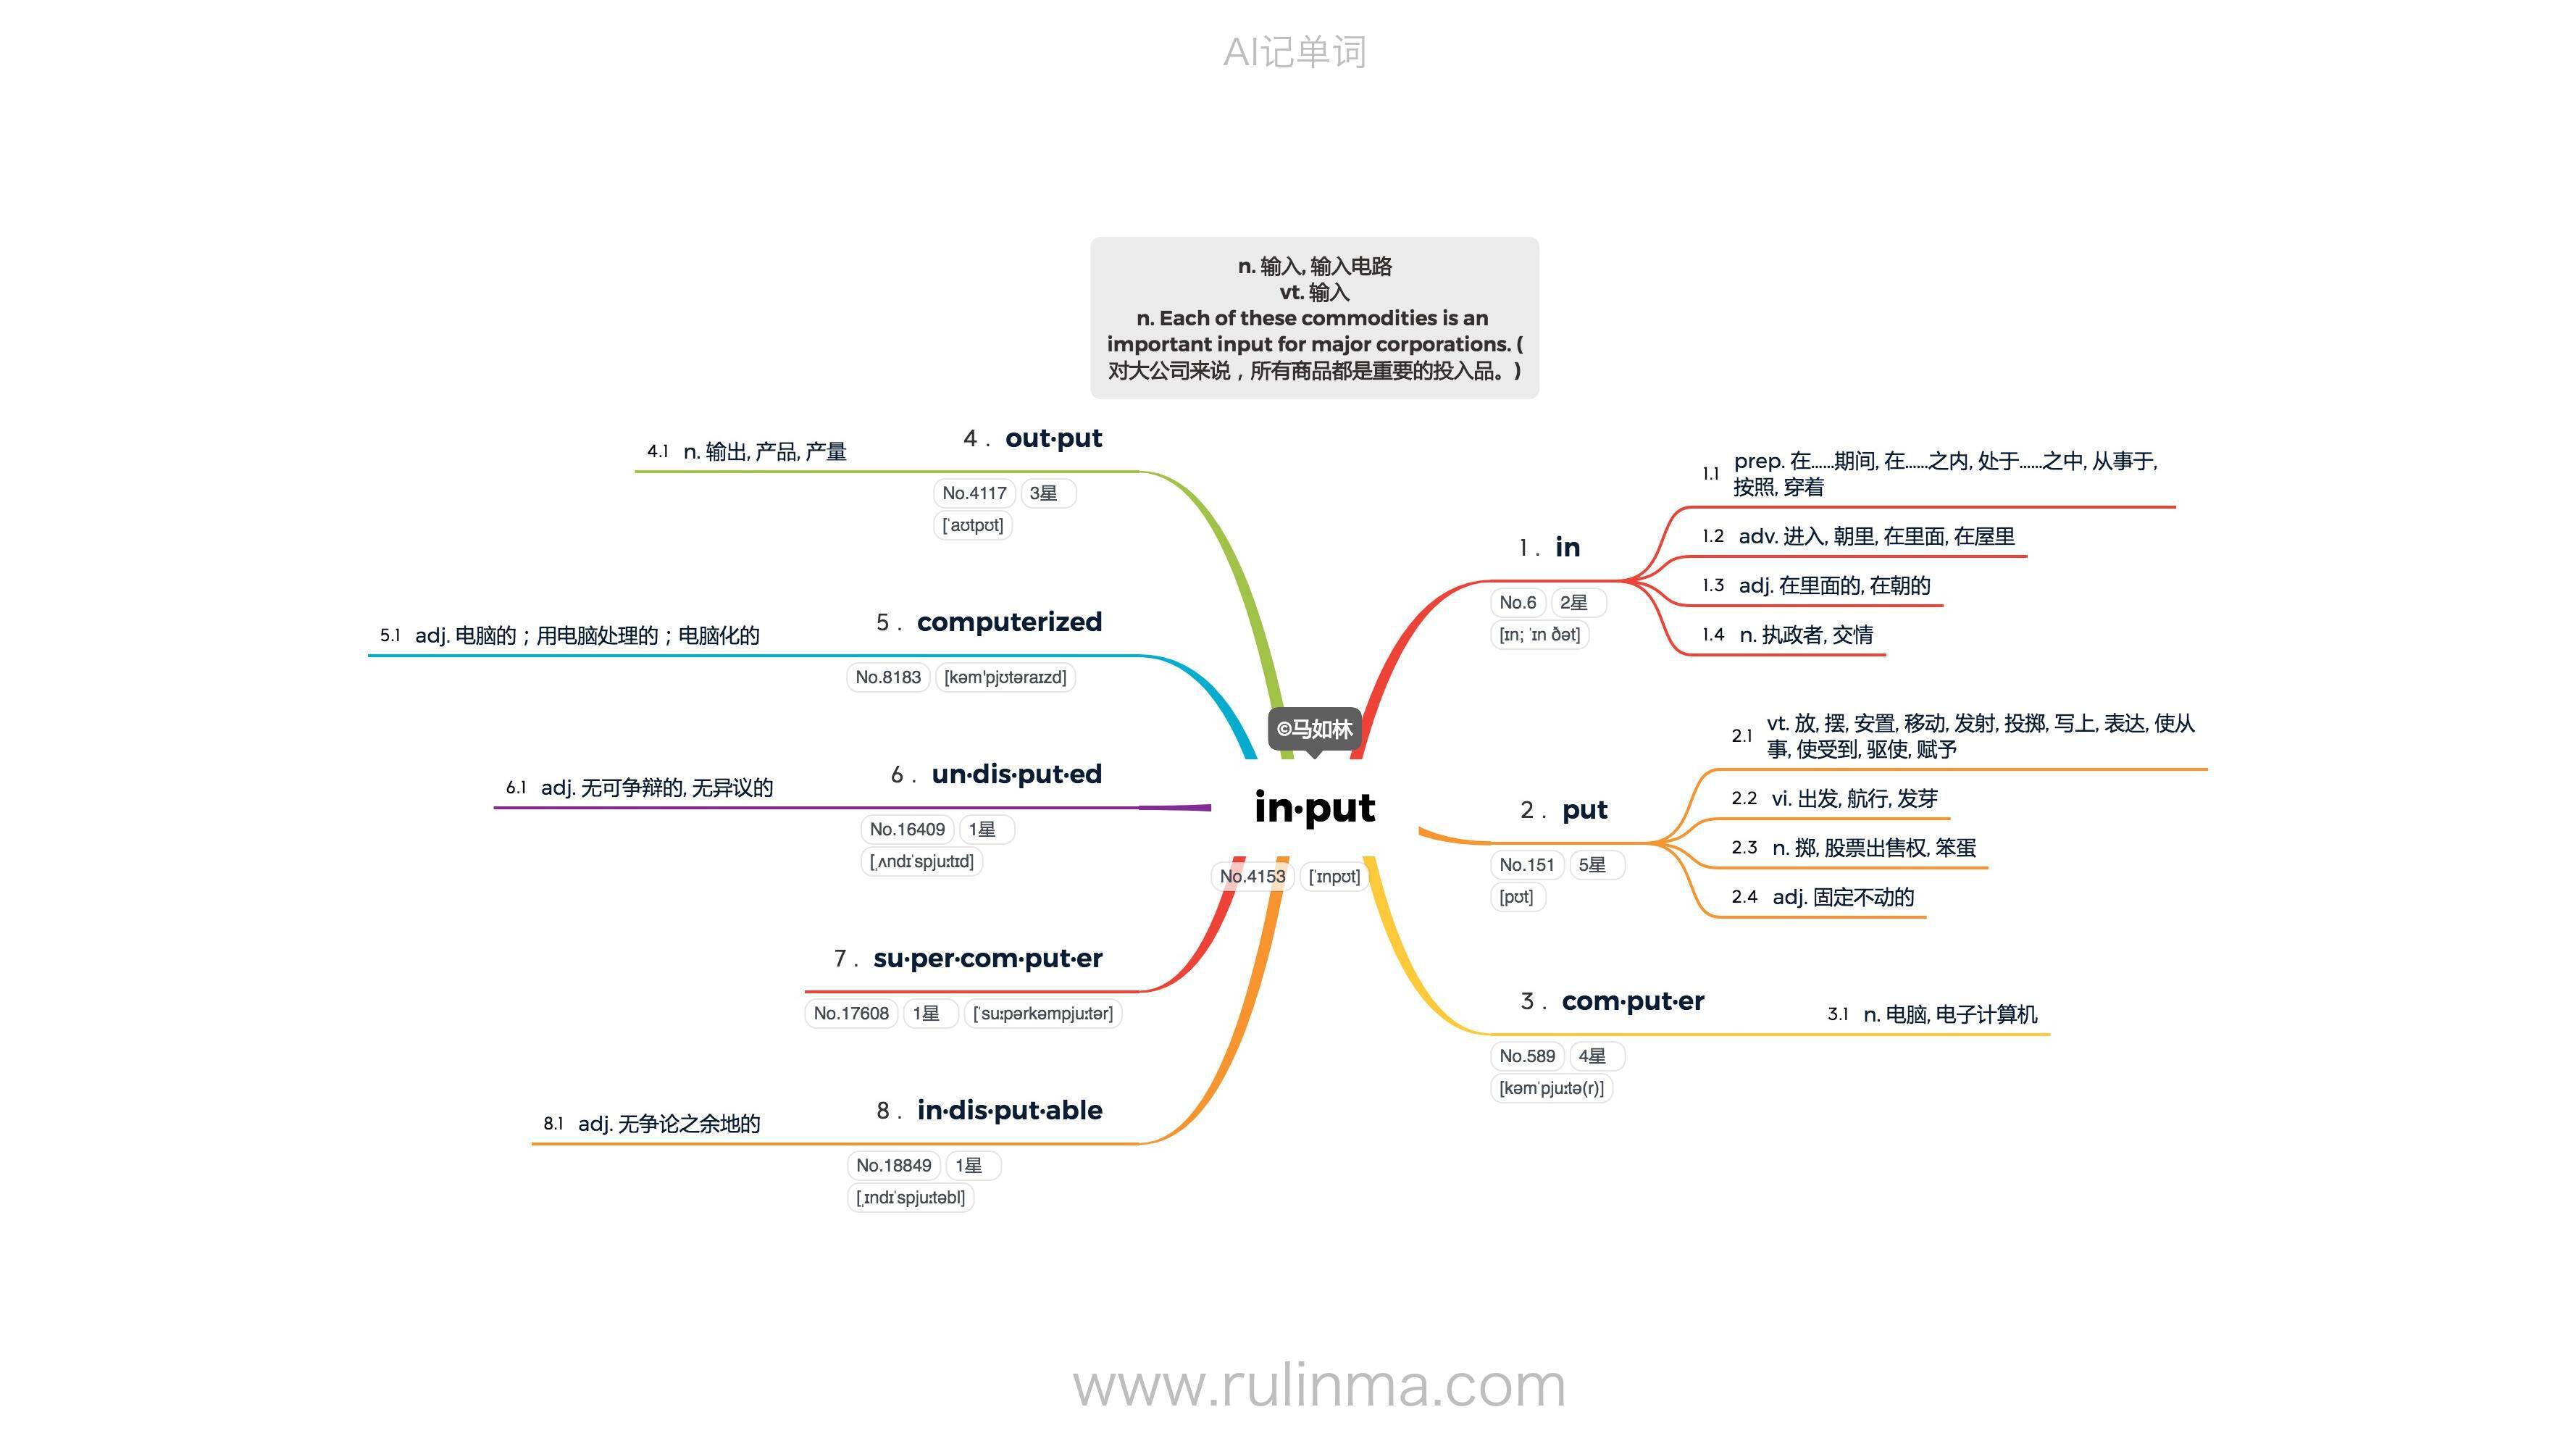 AI记单词
n. 输入, 输入电路
vt. 输入
n. Each of these commodities is an
important input for major corporations. (
对大公司来说，所有商品都是重要的投入品。)
©马如林
in·put
No.4153 ['ɪnpʊt]
1. in
No.6 2星
[ɪn; 'ɪn ðət]
1.1 prep. 在……期间, 在……之内, 处于……之中, 从事于,
按照, 穿着
1.2 adv. 进入, 朝里, 在里面, 在屋里
1.3 adj. 在里面的, 在朝的
1.4 n. 执政者, 交情
2. put
No.151 5星
[pʊt]
2.1 vt. 放, 摆, 安置, 移动, 发射, 投掷, 写上, 表达, 使从
事, 使受到, 驱使, 赋予
2.2 vi. 出发, 航行, 发芽
2.3 n. 掷, 股票出售权, 笨蛋
2.4 adj. 固定不动的
3. com·put·er
No.589 4星
[kəmˈpjuːtə(r)]
3.1 n. 电脑, 电子计算机
4. out·put
No.4117 3星
[ˈaʊtpʊt]
4.1 n. 输出, 产品, 产量
5. computerized
No.8183 [kəm'pjʊtəraɪzd]
5.1 adj. 电脑的；用电脑处理的；电脑化的
6. un·dis·put·ed
No.16409 1星
[ˌʌndɪˈspjuːtɪd]
6.1 adj. 无可争辩的, 无异议的
7. su·per·com·put·er
No.17608 1星 [ˈsuːpərkəmpjuːtər]
8. in·dis·put·able
No.18849 1星
[ˌɪndɪˈspjuːtəbl]
8.1 adj. 无争论之余地的
www.rulinma.com